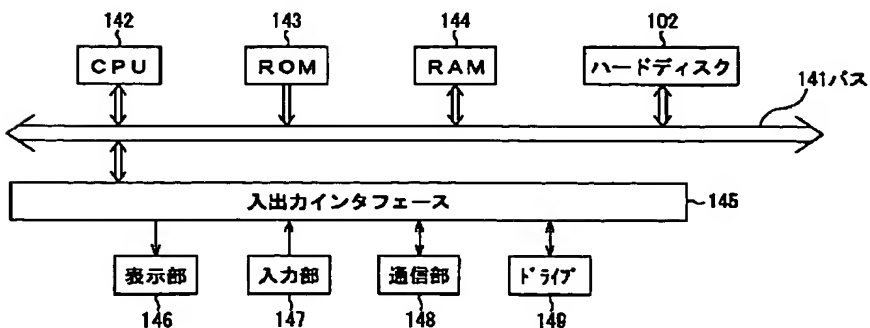 142 143 144 102
CPU ROM RAM ハードディスク
141バス
入出力インタフェース 145
表示部 入力部 通信部 ドライブ
146 147 148 149